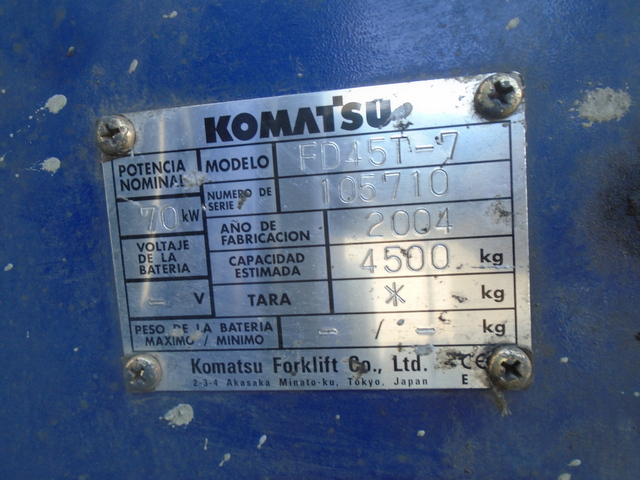 KOMATSU
POTENCIA NOMINAL
70 kW
MODELO FD45T-7
NUMERO DE SERIE 105710
AÑO DE FABRICACION 2004
VOLTAJE DE LA BATERIA
- V
CAPACIDAD ESTIMADA 4500 kg
TARA * kg
PESO DE LA BATERIA MAXIMO / MINIMO - / - kg
Komatsu Forklift Co., Ltd. CE
2-3-4 Akasaka Minato-ku, Tokyo, Japan E